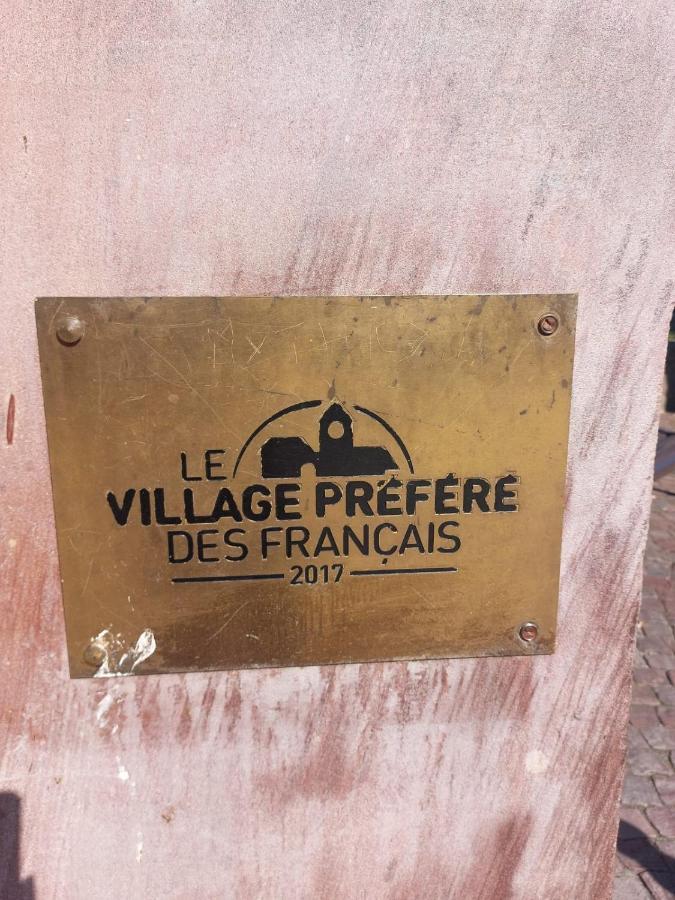 LE
VILLAGE PRÉFÉRÉ
DES FRANÇAIS
2017